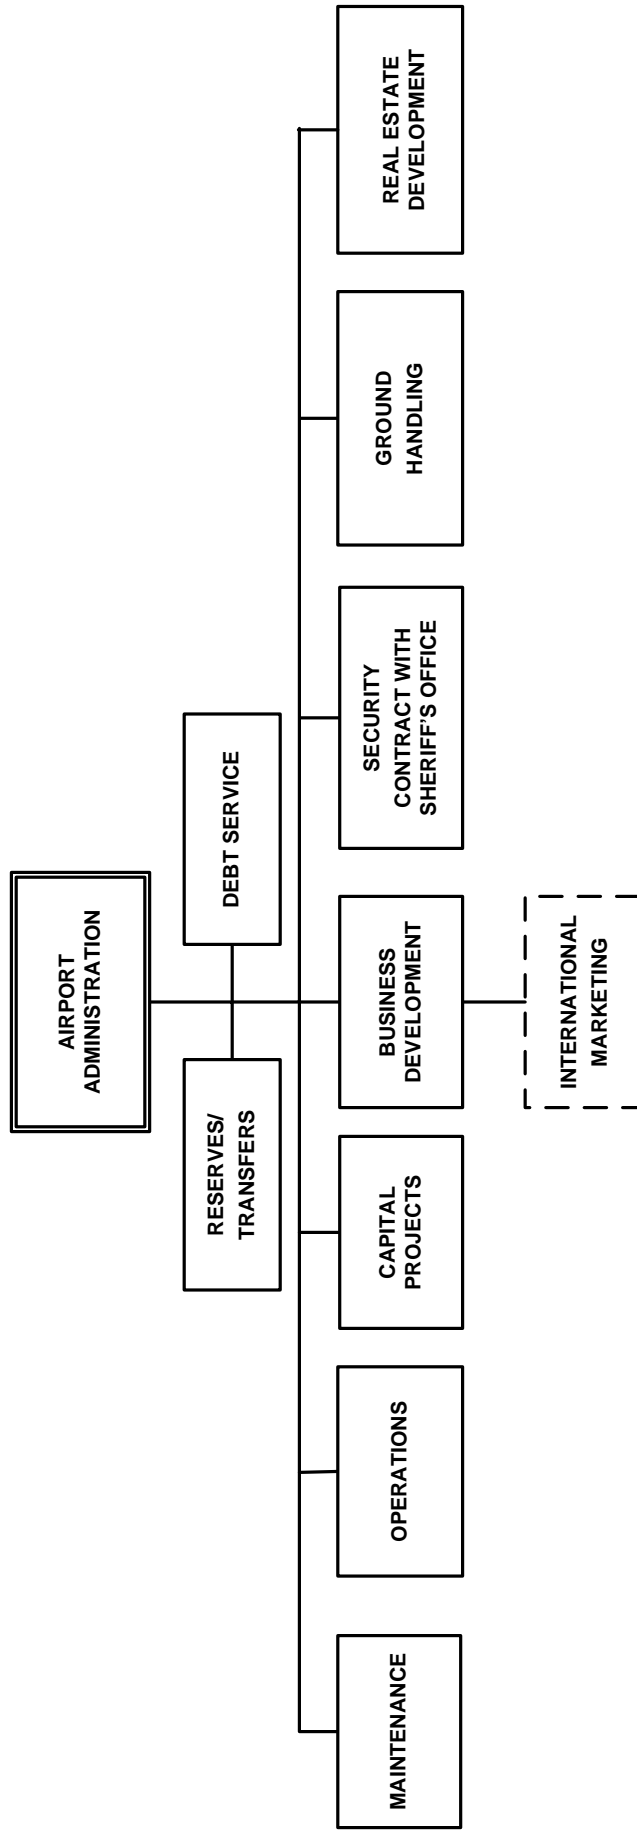 AIRPORT
ADMINISTRATION
RESERVES/
TRANSFERS
DEBT SERVICE
MAINTENANCE
OPERATIONS
CAPITAL
PROJECTS
BUSINESS
DEVELOPMENT
SECURITY
CONTRACT WITH
SHERIFF'S OFFICE
GROUND
HANDLING
REAL ESTATE
DEVELOPMENT
INTERNATIONAL
MARKETING